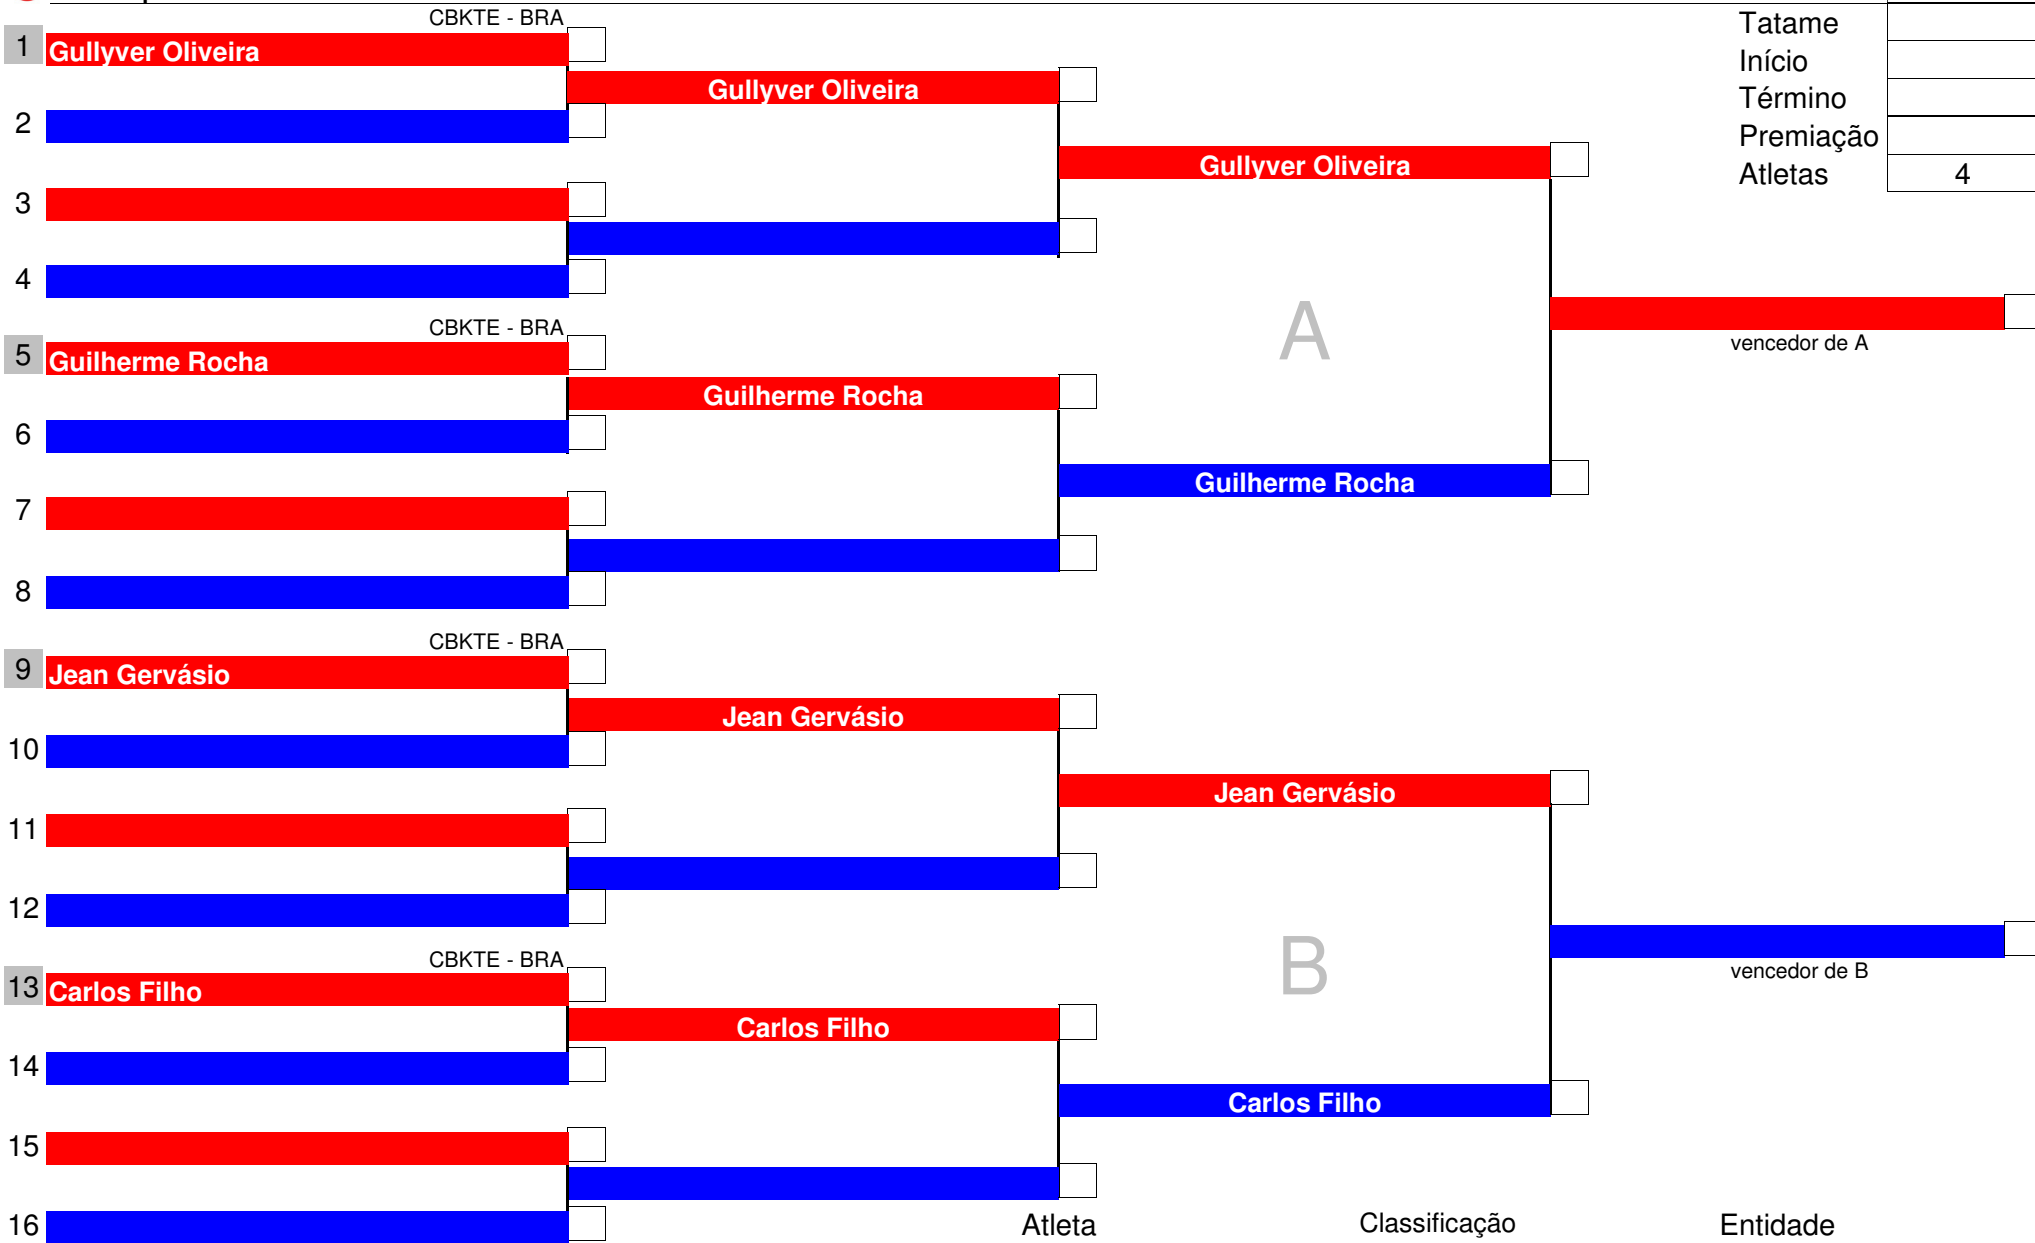 CBKTE - BRA
Tatame
1 Gullyver Oliveira
Início
Gullyver Oliveira
Término
2
Premiação
Gullyver Oliveira
Atletas 4
3
4
CBKTE - BRA
A
vencedor de A
5 Guilherme Rocha
Guilherme Rocha
6
Guilherme Rocha
7
8
CBKTE - BRA
9 Jean Gervásio
Jean Gervásio
10
Jean Gervásio
11
12
CBKTE - BRA
B
vencedor de B
13 Carlos Filho
Carlos Filho
14
Carlos Filho
15
16
Atleta Classificação Entidade